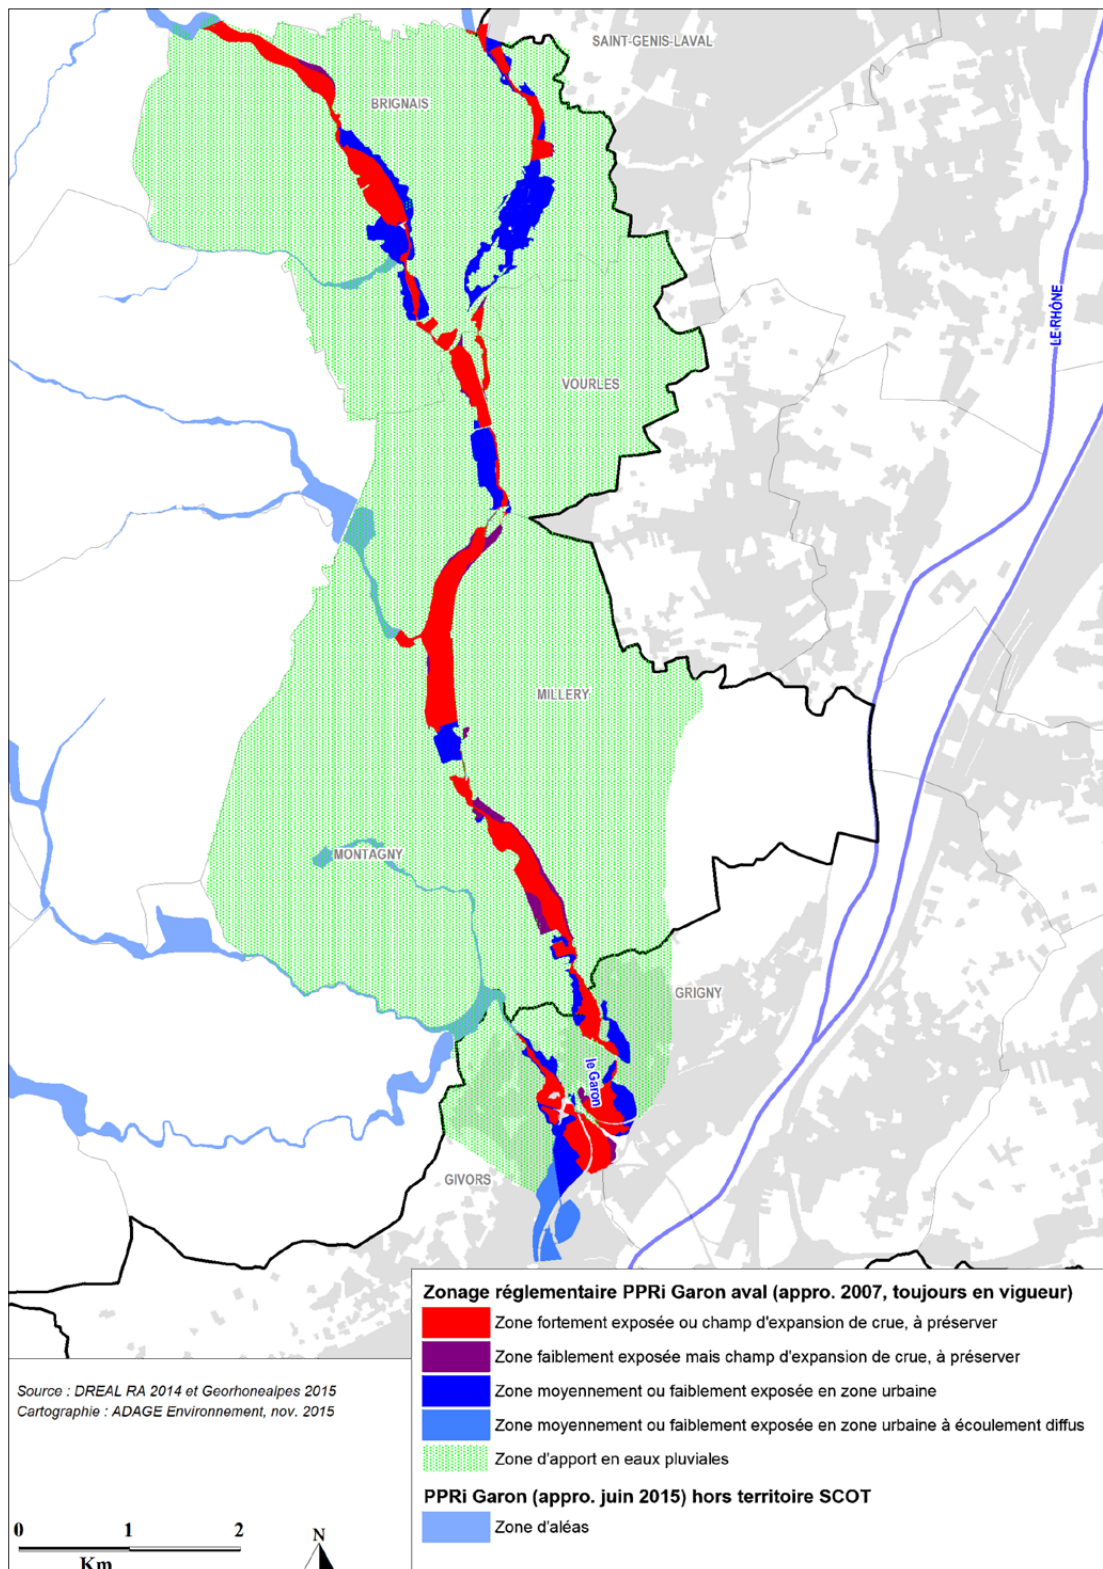 SAINT-GENIS-LAVAL
BRIGNAIS
LE RHÔNE
VOURLES
MILLERY
MONTAGNY
GRIGNY
le Garon
GIVORS
Zonage réglementaire PPRi Garon aval (appro. 2007, toujours en vigueur)
Zone fortement exposée ou champ d'expansion de crue, à préserver
Zone faiblement exposée mais champ d'expansion de crue, à préserver
Zone moyennement ou faiblement exposée en zone urbaine
Zone moyennement ou faiblement exposée en zone urbaine à écoulement diffus
Zone d'apport en eaux pluviales
PPRi Garon (appro. juin 2015) hors territoire SCOT
Zone d'aléas
Source : DREAL RA 2014 et Georhonealpes 2015
Cartographie : ADAGE Environnement, nov. 2015
0 1 2
Km
N